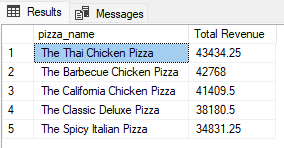 Results Messages
pizza_name Total Revenue
1 The Thai Chicken Pizza 43434.25
2 The Barbecue Chicken Pizza 42768
3 The California Chicken Pizza 41409.5
4 The Classic Deluxe Pizza 38180.5
5 The Spicy Italian Pizza 34831.25